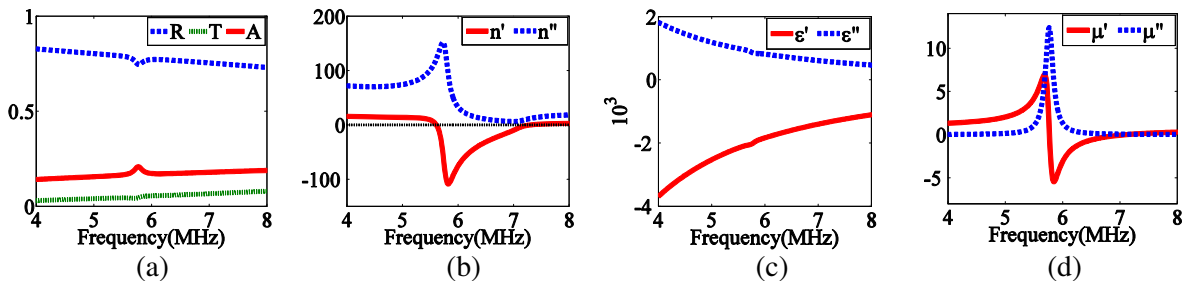 1
0.5
0
R T A
4 5 6 7 8
Frequency(MHz)
(a)
200
100
0
-100
n' n''
4 5 6 7 8
Frequency(MHz)
(b)
10³
2
0
-2
-4
ε' ε''
4 5 6 7 8
Frequency(MHz)
(c)
10
5
0
-5
μ' μ''
4 5 6 7 8
Frequency(MHz)
(d)